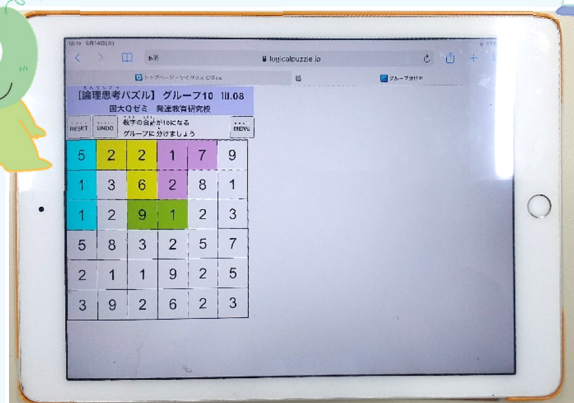 logicalpuzzle.jp
【論理思考パズル】 グループ10 Ⅲ.08
国大Qゼミ 発達教育研究校
RESET UNDO 数字の合計が10になる
グループに分けましょう MENU
5 2 2 1 7 9
1 3 6 2 8 1
1 2 9 1 2 3
5 8 3 2 5 7
2 1 1 9 2 5
3 9 2 6 2 3